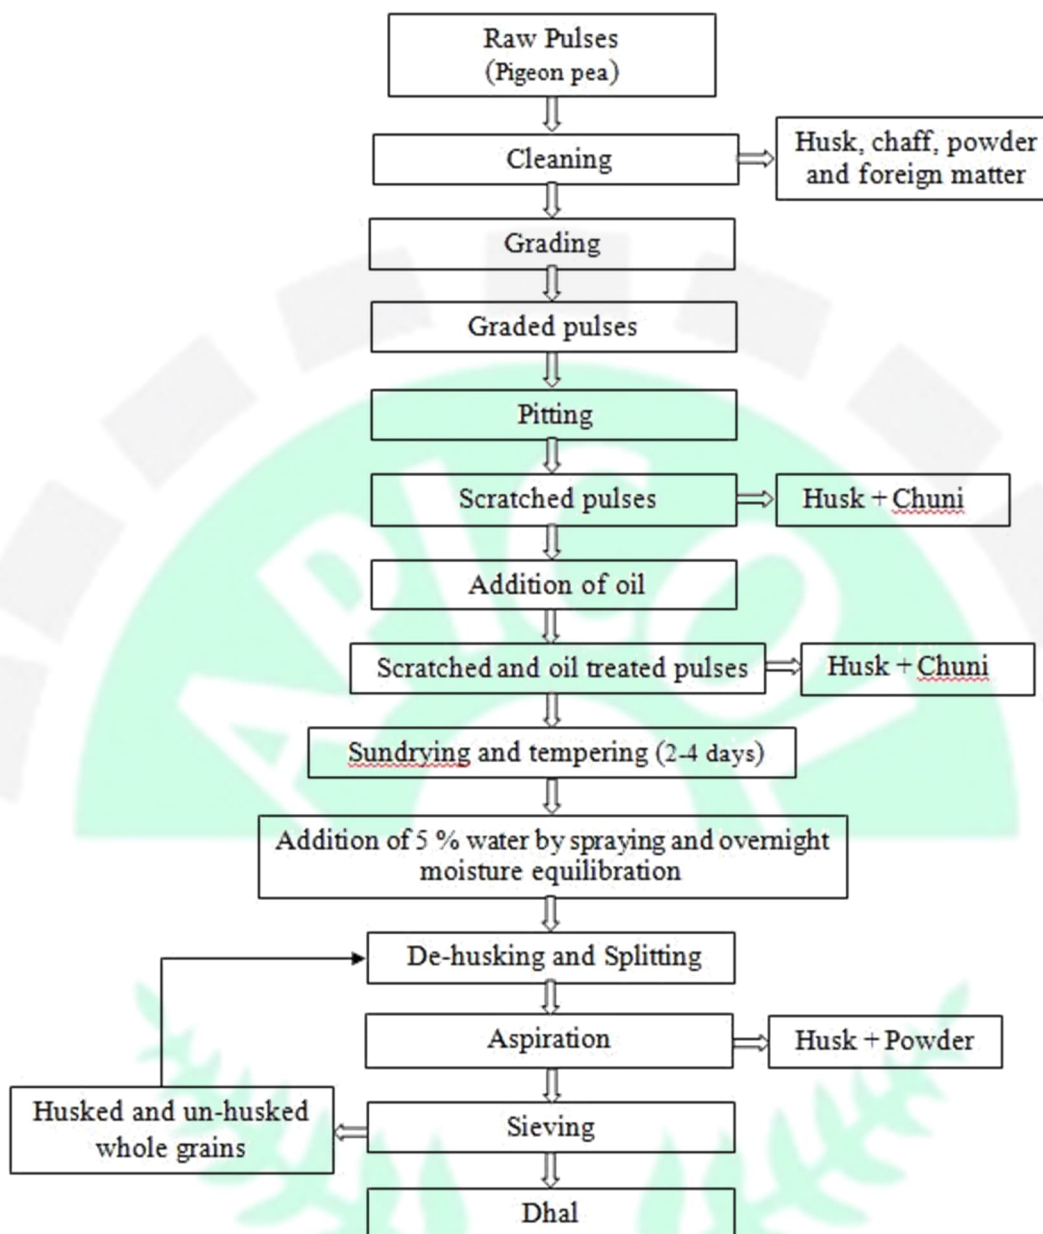 Raw Pulses
(Pigeon pea)
Cleaning
Husk, chaff, powder
and foreign matter
Grading
Graded pulses
Pitting
Scratched pulses
Husk + Chuni
Addition of oil
Scratched and oil treated pulses
Husk + Chuni
Sundrying and tempering (2-4 days)
Addition of 5 % water by spraying and overnight
moisture equilibration
De-husking and Splitting
Aspiration
Husk + Powder
Husked and un-husked
whole grains
Sieving
Dhal
APICOL